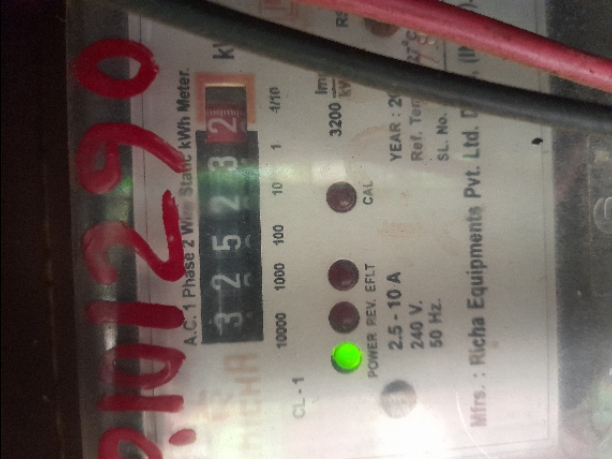 P.101290
A.C. 1 Phase 2 Wire Static kWh Meter.
RICHA
3 2 5 2 3 2
10000 1000 100 10 1 1/10
CL - 1
3200
POWER REV. EFLT CAL
2.5 - 10 A
240 V.
50 Hz.
YEAR :
Ref.
SL. No.
Mfrs. : Richa Equipments Pvt. Ltd.